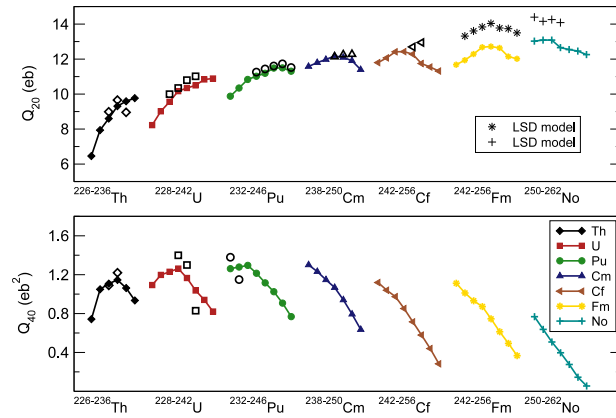 14
12
10
8
6
Q20 (eb)
LSD model
LSD model
226-236Th 228-242U 232-246Pu 238-250Cm 242-256Cf 242-256Fm 250-262No
1.6
1.2
0.8
0.4
Q40 (eb2)
Th
U
Pu
Cm
Cf
Fm
No
226-236Th 228-242U 232-246Pu 238-250Cm 242-256Cf 242-256Fm 250-262No